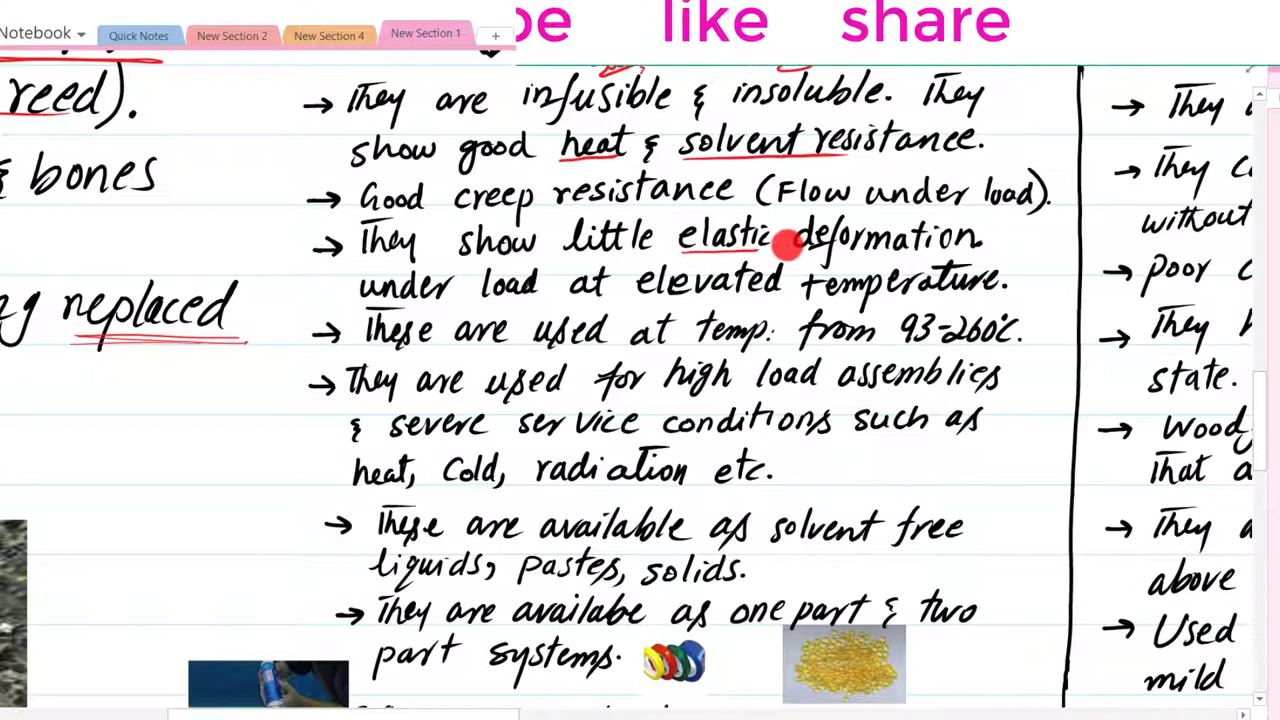 be like share
Notebook
Quick Notes
New Section 2
New Section 4
New Section 1
+
reed).
& bones
replaced
→ They are infusible & insoluble. They
show good heat & solvent resistance.
→ Good creep resistance (Flow under load).
→ They show little elastic deformation
under load at elevated temperature.
→ These are used at temp: from 93-260°C.
→ They are used for high load assemblies
& severe service conditions such as
heat, Cold, radiation etc.
→ These are available as solvent free
liquids, pastes, solids.
→ They are availabe as one part & two
part systems.
→ They
→ They
without
→ poor
→ They
state.
→ Wood
That
→ They
above
→ Used
mild